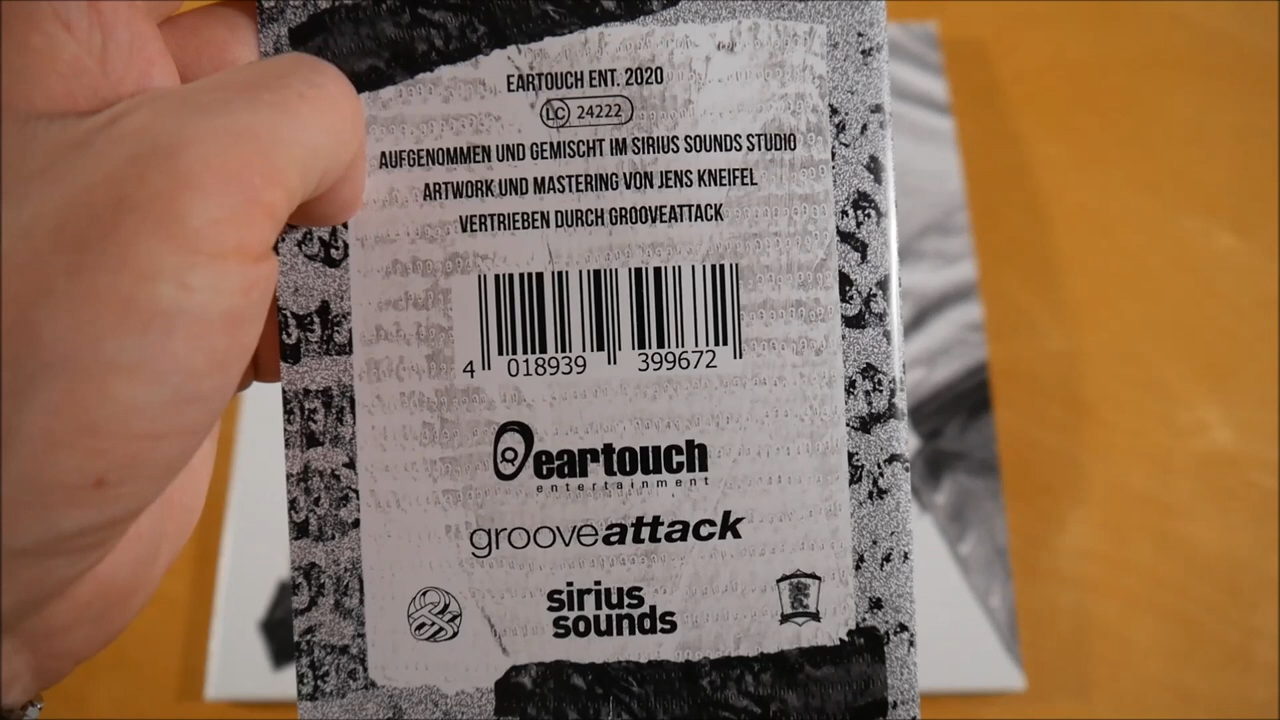 EARTOUCH ENT. 2020
LC 24222
AUFGENOMMEN UND GEMISCHT IM SIRIUS SOUNDS STUDIO
ARTWORK UND MASTERING VON JENS KNEIFEL
VERTRIEBEN DURCH GROOVEATTACK
4 018939 399672
eartouch
entertainment
grooveattack
sirius
sounds